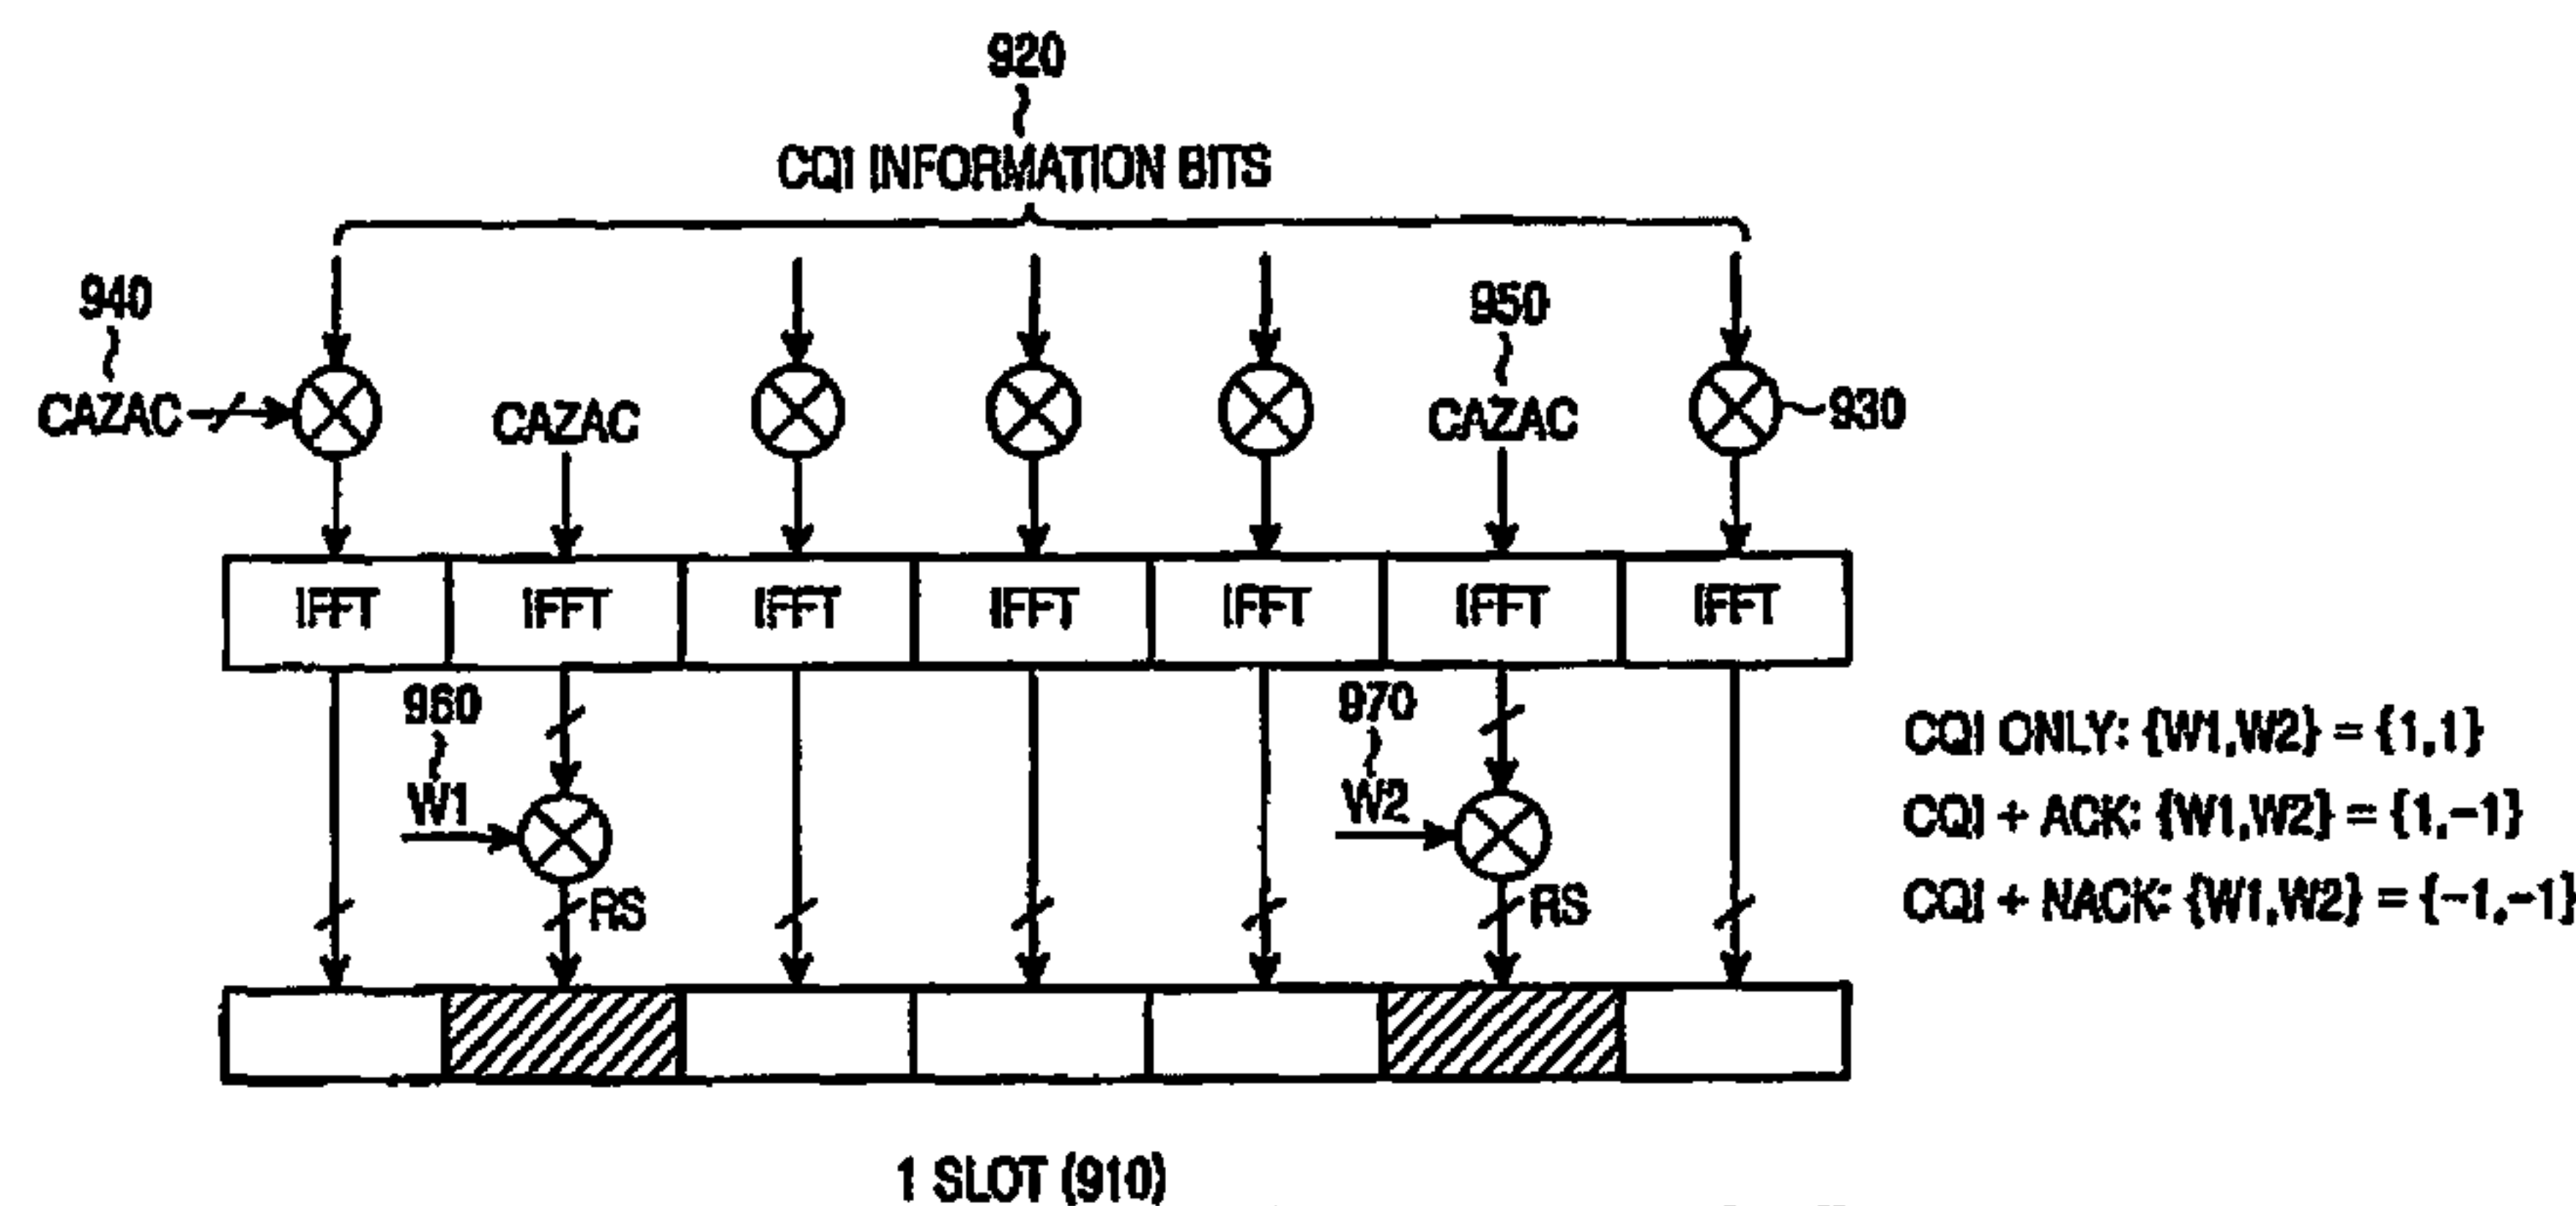 920
CQI INFORMATION BITS
940
950
CAZAC
CAZAC
CAZAC
930
IFFT IFFT IFFT IFFT IFFT IFFT IFFT
960
970
W1
W2
RS
RS
CQI ONLY: {W1,W2} = {1,1}
CQI + ACK: {W1,W2} = {1,-1}
CQI + NACK: {W1,W2} = {-1,-1}
1 SLOT (910)